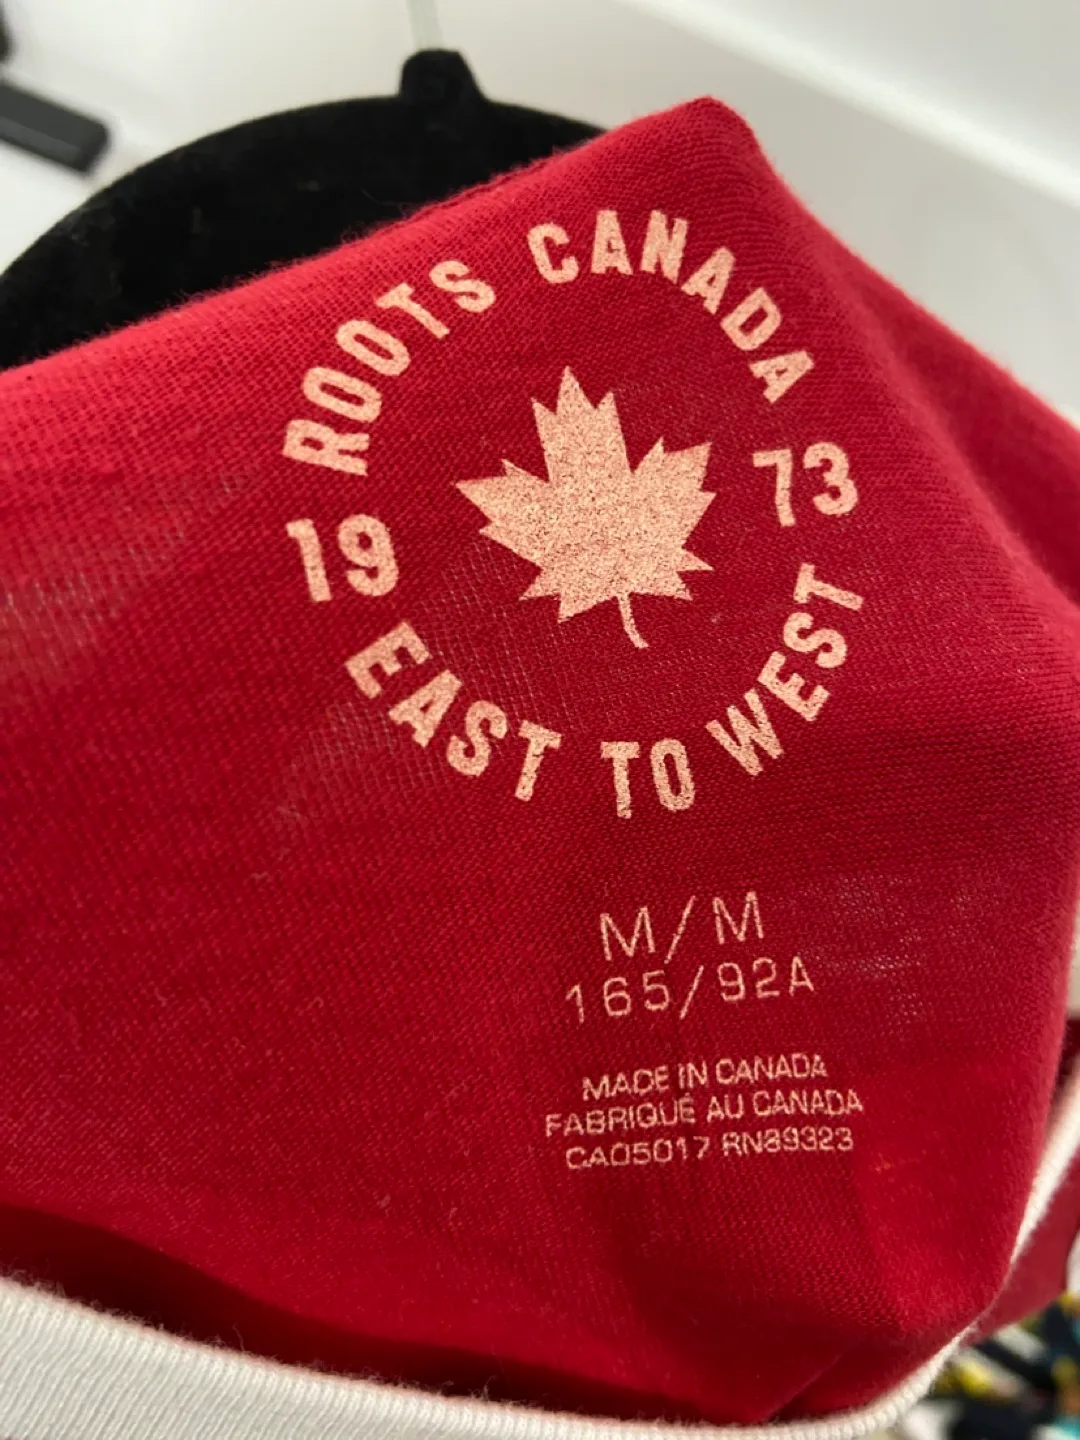 ROOTS CANADA
19 73
EAST TO WEST
M/M
165/92A
MADE IN CANADA
FABRIQUÉ AU CANADA
CA05017 RN89323